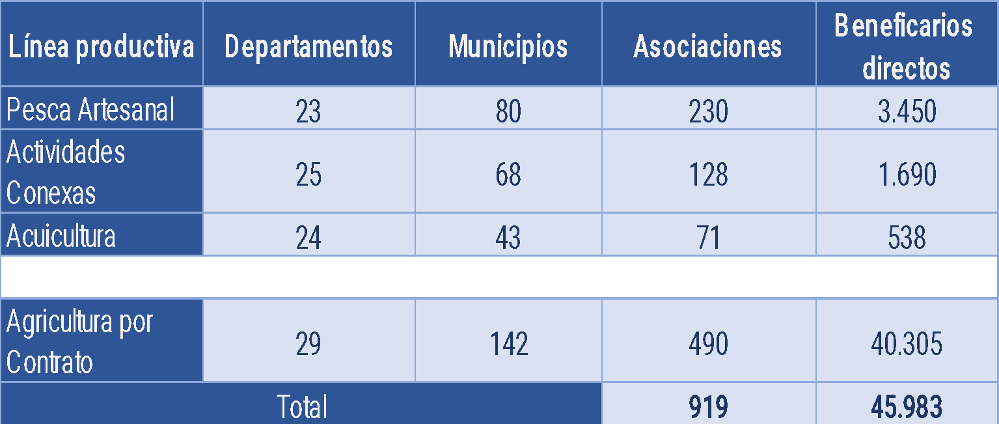 Línea productiva Departamentos Municipios Asociaciones Beneficarios directos
Pesca Artesanal 23 80 230 3.450
Actividades Conexas 25 68 128 1.690
Acuicultura 24 43 71 538
Agricultura por Contrato 29 142 490 40.305
Total 919 45.983